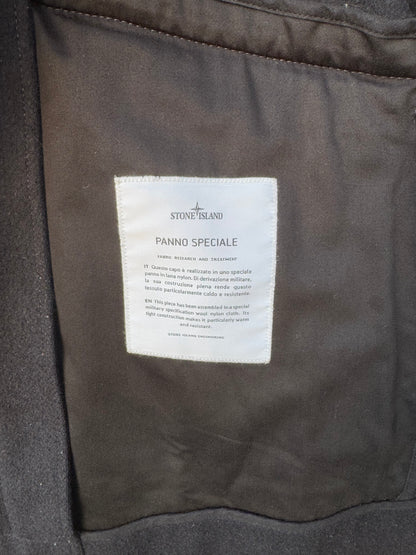 STONE ISLAND
PANNO SPECIALE
FABRIC RESEARCH AND TREATMENT
IT Questo capo è realizzato in uno speciale
panno in lana nylon. Di derivazione militare,
la sua costruzione piena rende questo
tessuto particolarmente caldo e resistente.
EN This piece has been assembled in a special
military specification wool nylon cloth. Its
tight construction makes it particularly warm
and resistant.
STONE ISLAND ENGINEERING